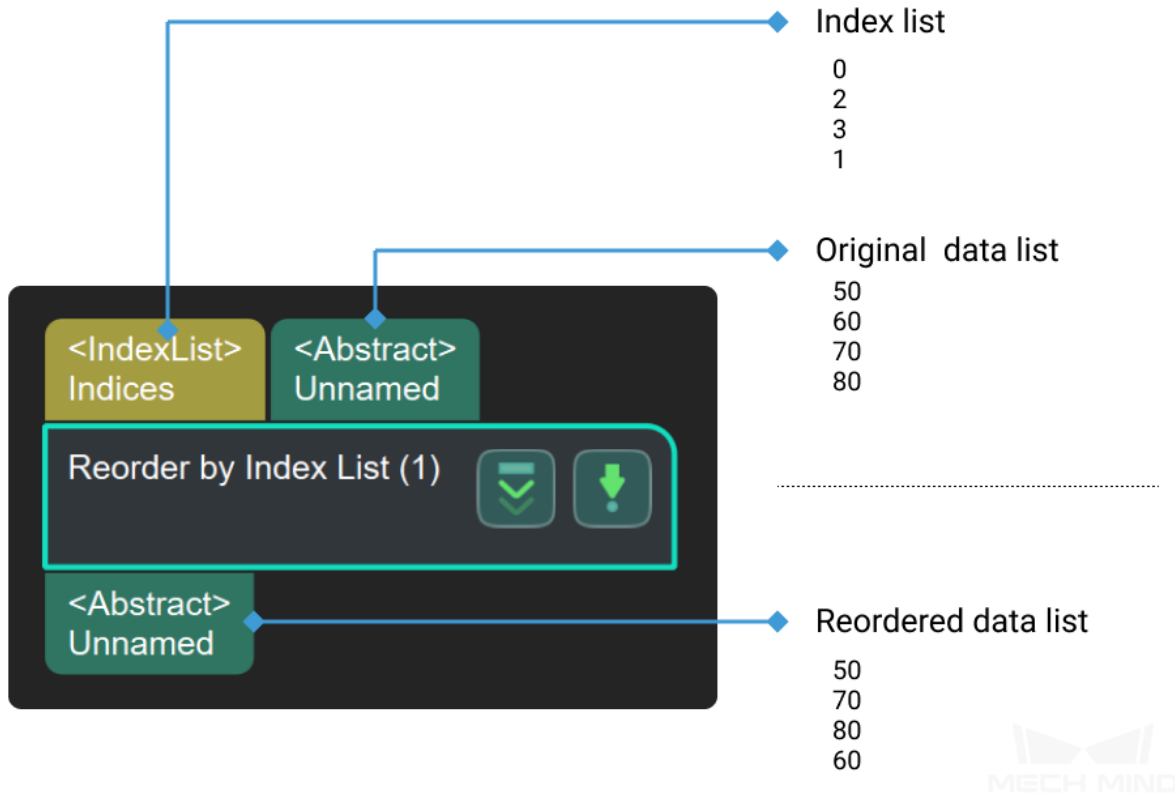 Index list
0
2
3
1
Original data list
50
60
70
80
<IndexList>
Indices
<Abstract>
Unnamed
Reorder by Index List (1)
<Abstract>
Unnamed
Reordered data list
50
70
80
60
MECH MIND